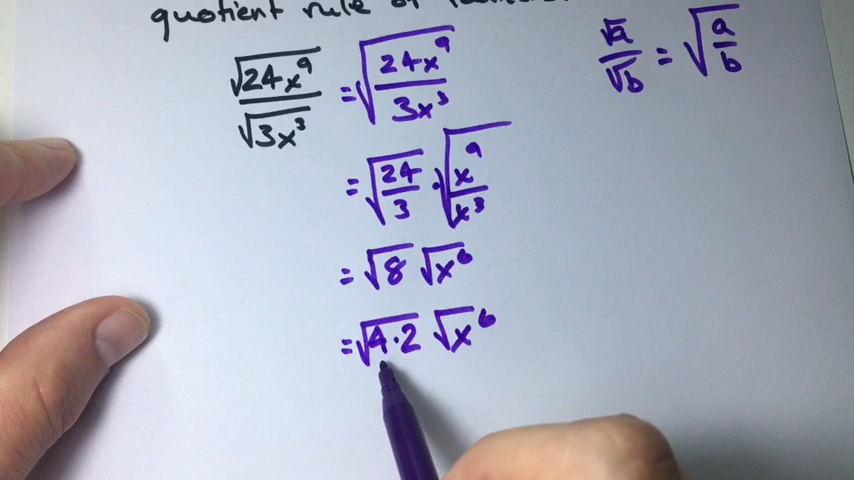 quotient rule of
√a/√b = √(a/b)
√(24x⁹)/√(3x³) = √(24x⁹/3x³)
= √(24/3) · √(x⁹/x³)
= √8 √x⁶
= √(4·2) √x⁶